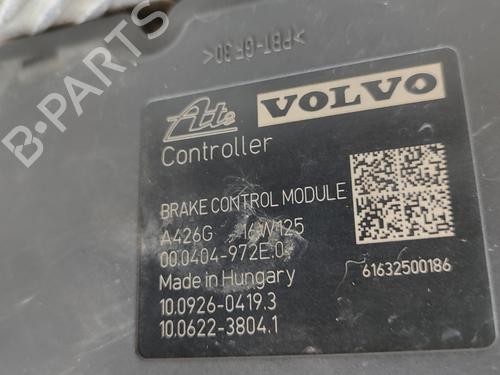 >PBT-GF30<
Ate VOLVO
Controller
BRAKE CONTROL MODULE
A426G 16W125
00.0404-972E.0
Made in Hungary
10.0926-0419.3
10.0622-3804.1
61632500186
B-Parts